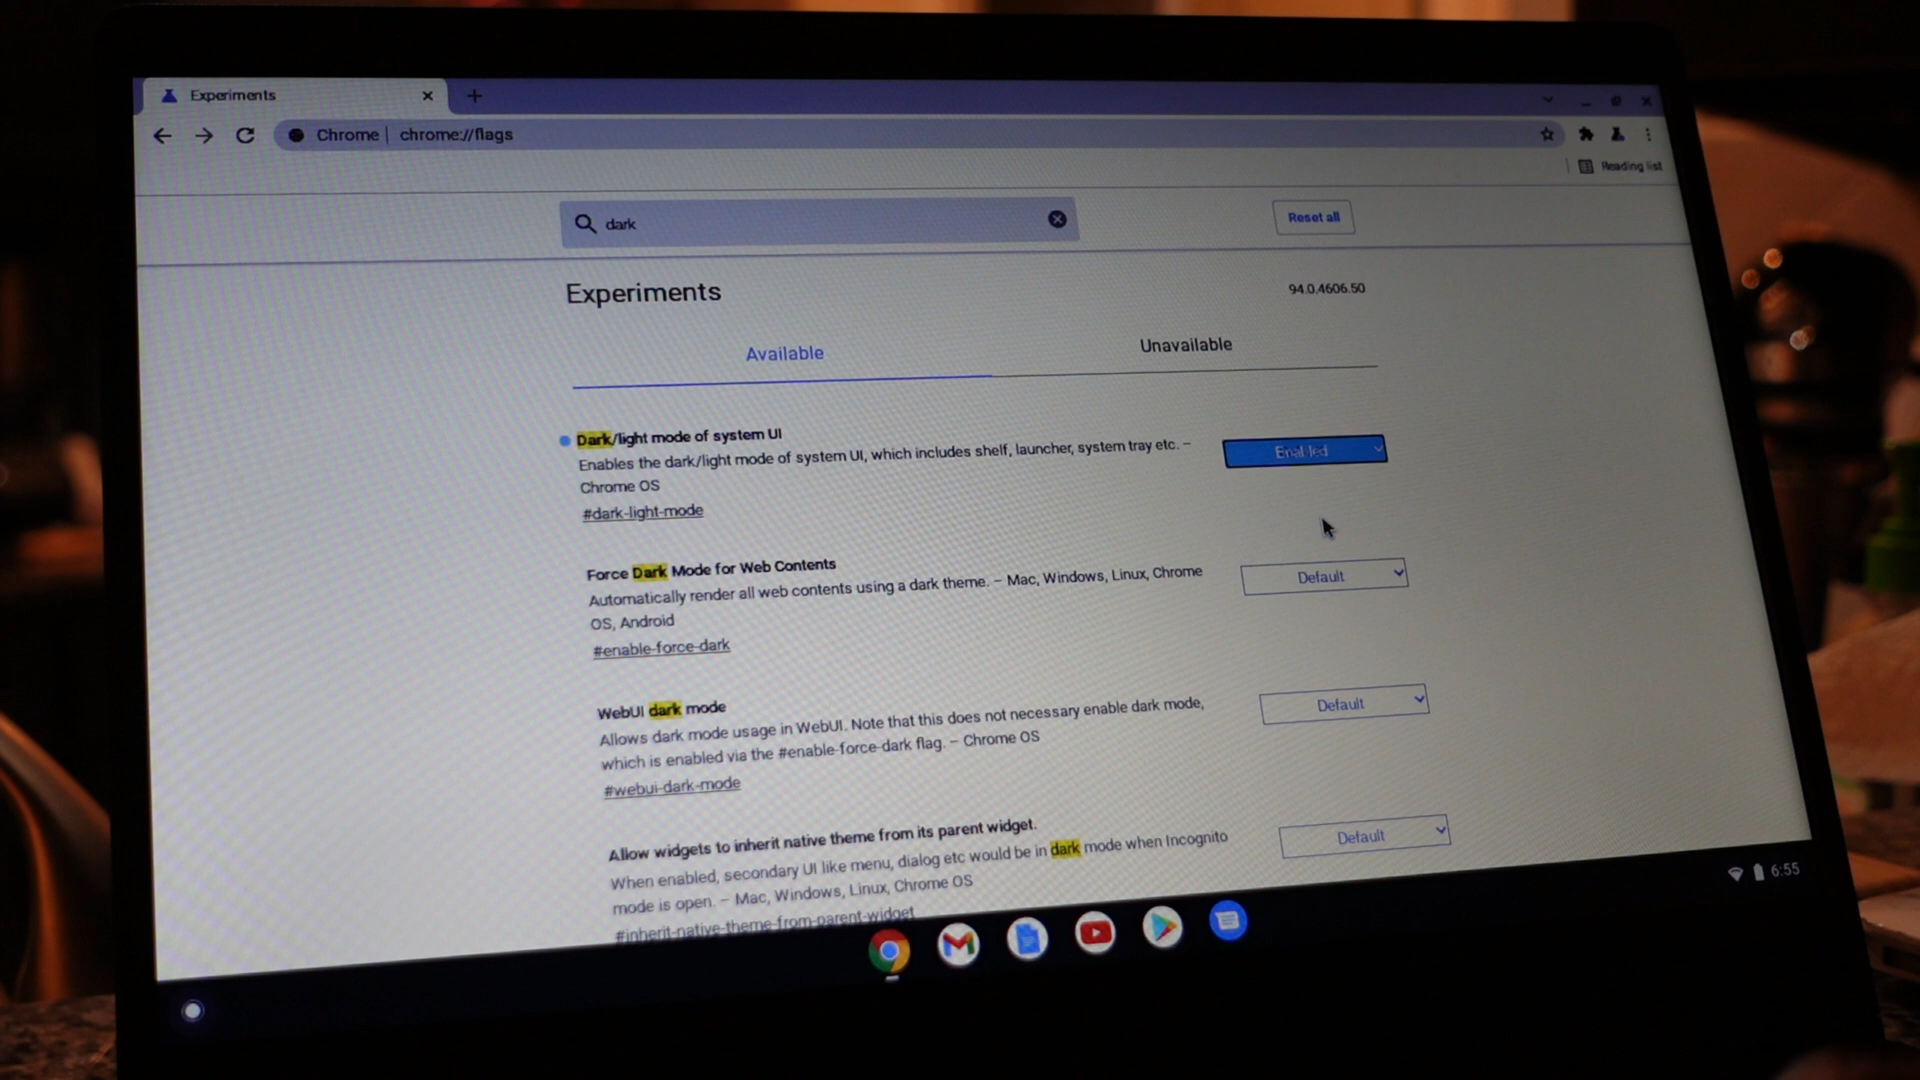 Experiments
Chrome | chrome://flags
Reading list
dark
Reset all
Experiments
94.0.4606.50
Available
Unavailable
Dark/light mode of system UI
Enables the dark/light mode of system UI, which includes shelf, launcher, system tray etc. –
Chrome OS
#dark-light-mode
Enabled
Force Dark Mode for Web Contents
Automatically render all web contents using a dark theme. – Mac, Windows, Linux, Chrome
OS, Android
#enable-force-dark
Default
WebUI dark mode
Allows dark mode usage in WebUI. Note that this does not necessary enable dark mode,
which is enabled via the #enable-force-dark flag. – Chrome OS
#webui-dark-mode
Default
Allow widgets to inherit native theme from its parent widget.
When enabled, secondary UI like menu, dialog etc would be in dark mode when Incognito
mode is open. – Mac, Windows, Linux, Chrome OS
#inherit-native-theme-from-parent-widget
Default
6:55